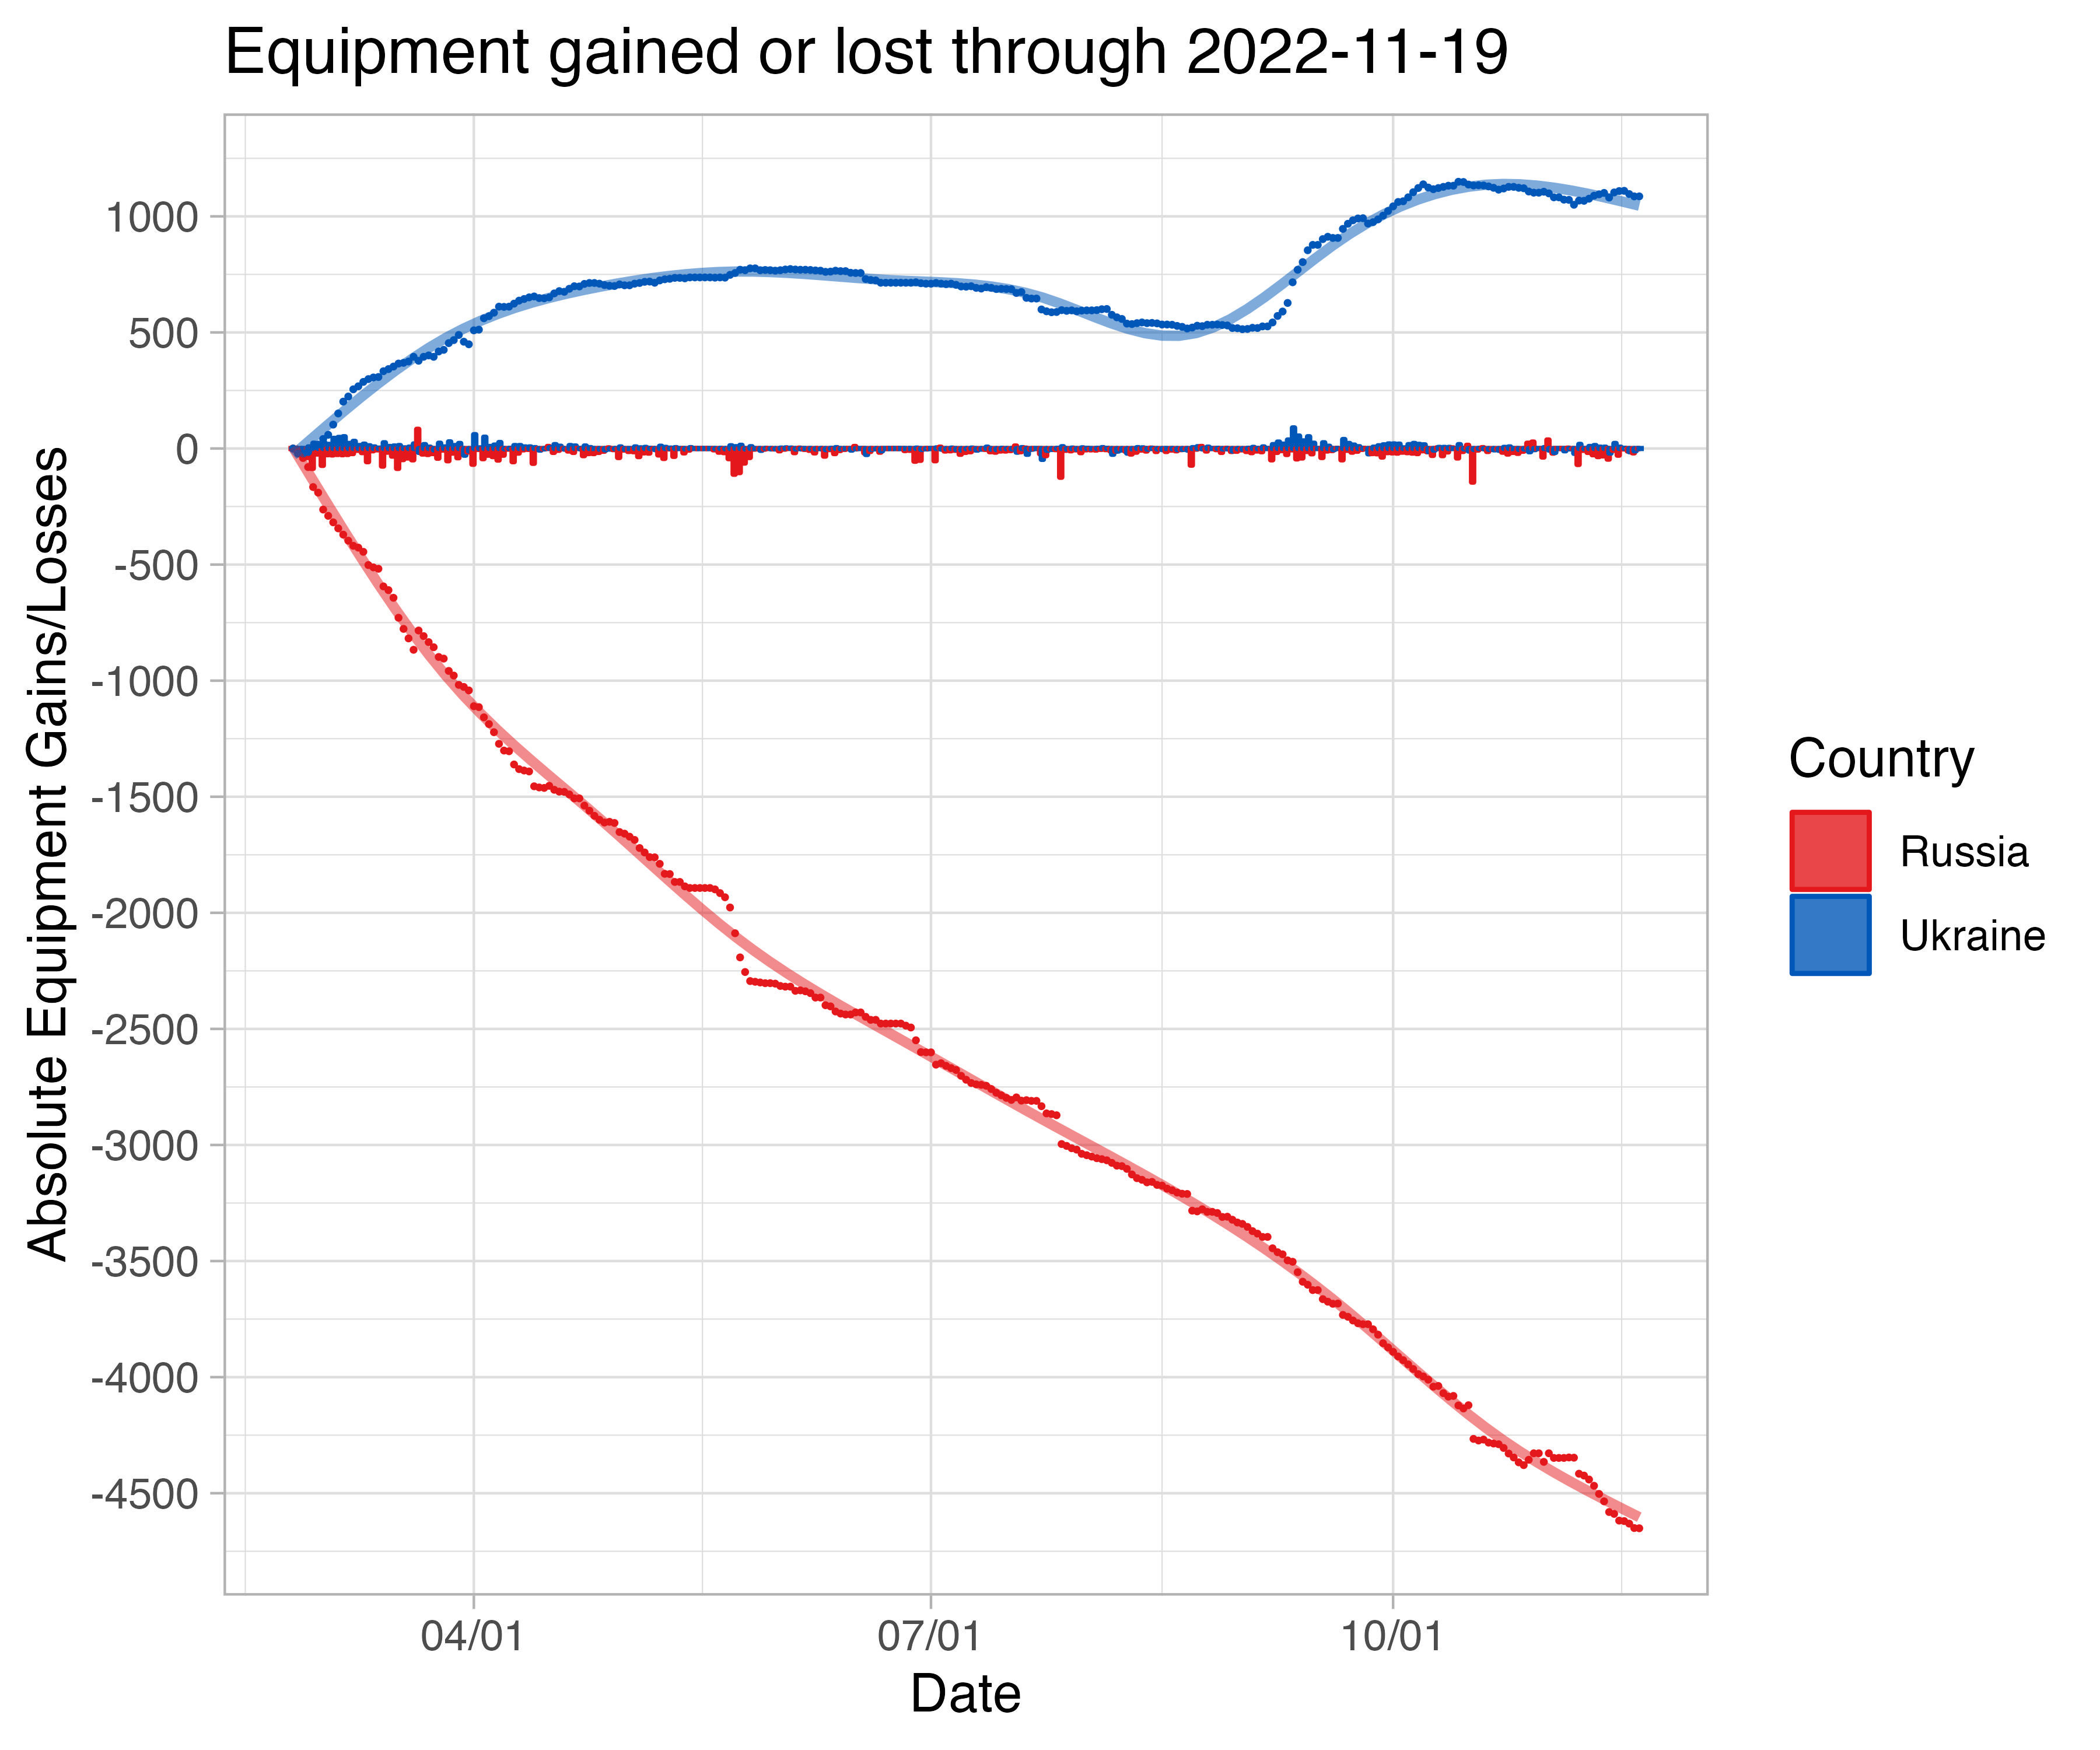 Equipment gained or lost through 2022-11-19
Absolute Equipment Gains/Losses
1000
500
0
-500
-1000
-1500
-2000
-2500
-3000
-3500
-4000
-4500
04/01
07/01
10/01
Date
Country
Russia
Ukraine